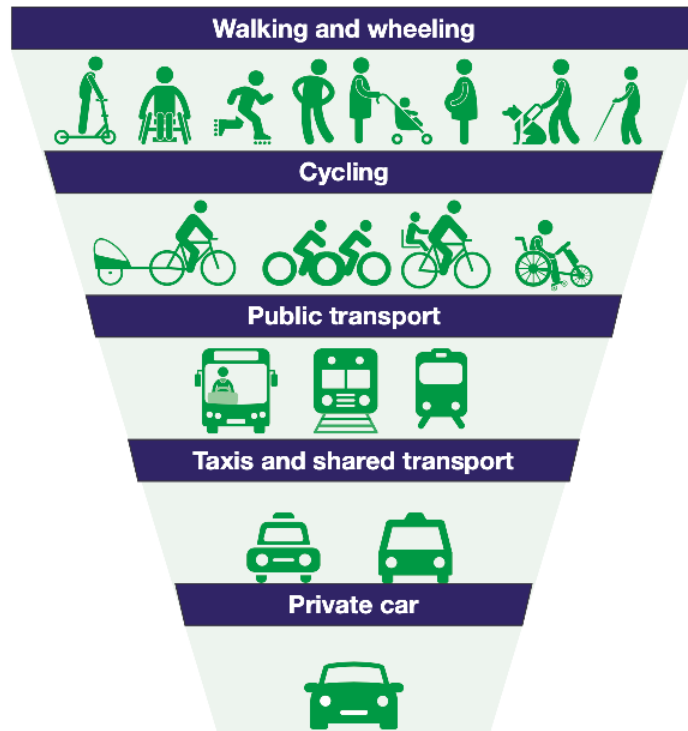 Walking and wheeling
Cycling
Public transport
Taxis and shared transport
Private car